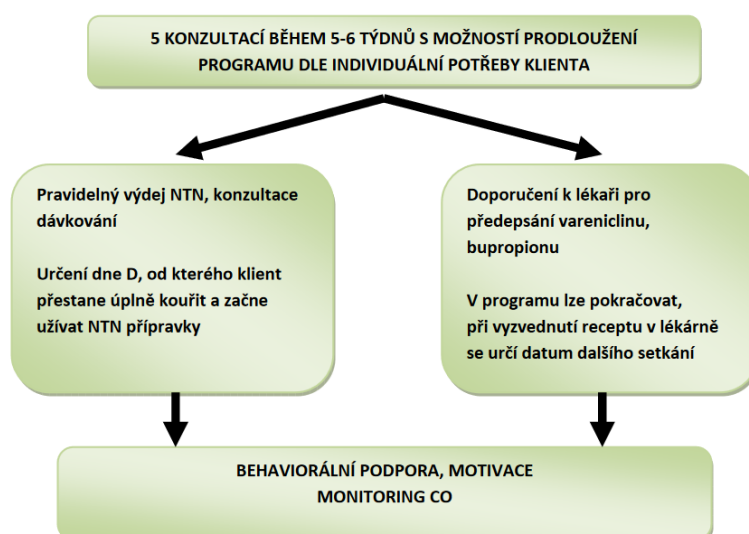 5 KONZULTACÍ BĚHEM 5-6 TÝDNŮ S MOŽNOSTÍ PRODLOUŽENÍ
PROGRAMU DLE INDIVIDUÁLNÍ POTŘEBY KLIENTA
Pravidelný výdej NTN, konzultace
dávkování
Určení dne D, od kterého klient
přestane úplně kouřit a začne
užívat NTN přípravky
Doporučení k lékaři pro
předepsání vareniclinu,
bupropionu
V programu lze pokračovat,
při vyzvednutí receptu v lékárně
se určí datum dalšího setkání
BEHAVIORÁLNÍ PODPORA, MOTIVACE
MONITORING CO